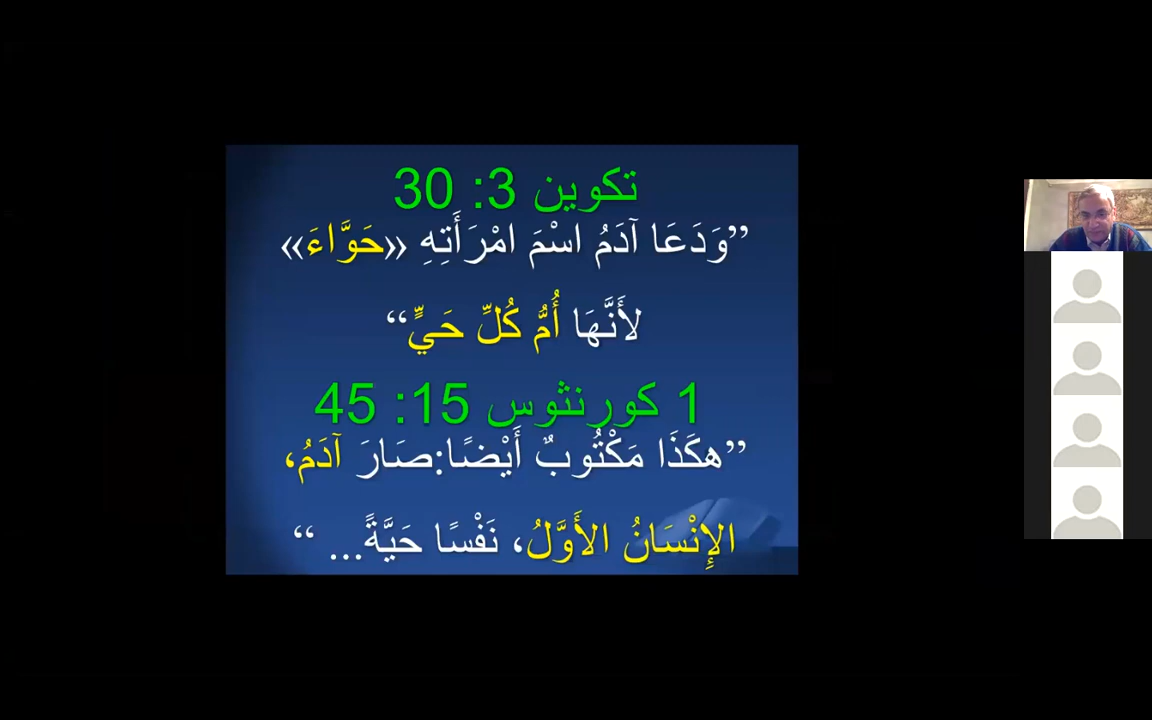 تكوين 3: 30
”وَدَعَا آدَمُ اسْمَ امْرَأَتِهِ «حَوَّاءَ»
لأَنَّهَا أُمُّ كُلِّ حَيٍّ“
1 كورنثوس 15: 45
”هكَذَا مَكْتُوبٌ أَيْضًا:صَارَ آدَمُ،
الإِنْسَانُ الأَوَّلُ، نَفْسًا حَيَّةً... “